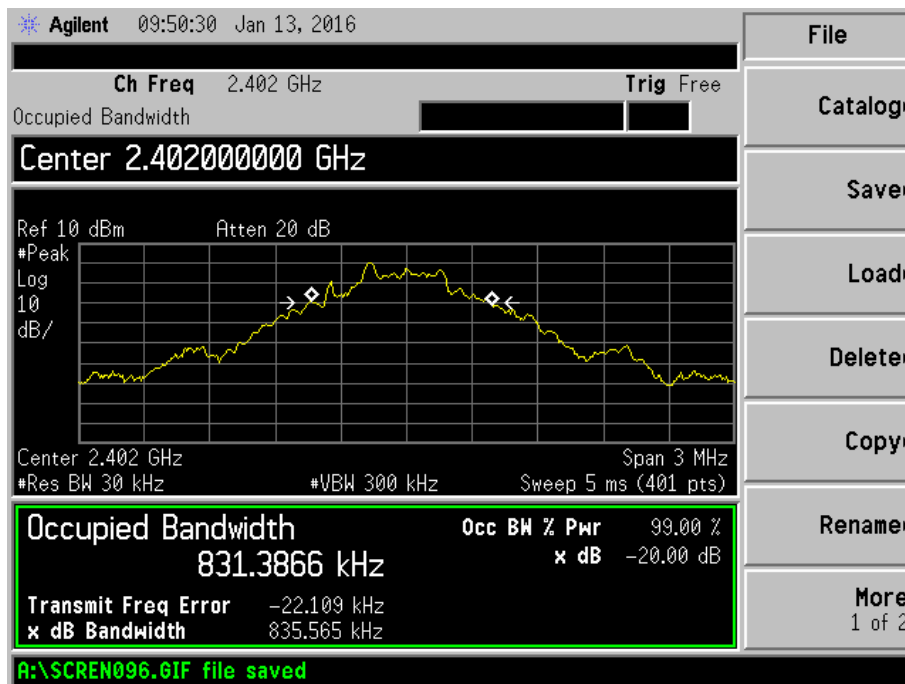 Agilent 09:50:30 Jan 13, 2016
File
Ch Freq 2.402 GHz Trig Free
Occupied Bandwidth
Catalog
Center 2.402000000 GHz
Save
Ref 10 dBm Atten 20 dB
#Peak
Log
10
dB/
Load
Delete
Copy
Center 2.402 GHz Span 3 MHz
#Res BW 30 kHz #VBW 300 kHz Sweep 5 ms (401 pts)
Rename
Occupied Bandwidth Occ BW % Pwr 99.00 %
831.3866 kHz x dB -20.00 dB
Transmit Freq Error -22.109 kHz
x dB Bandwidth 835.565 kHz
More
1 of 2
A:\SCREN096.GIF file saved